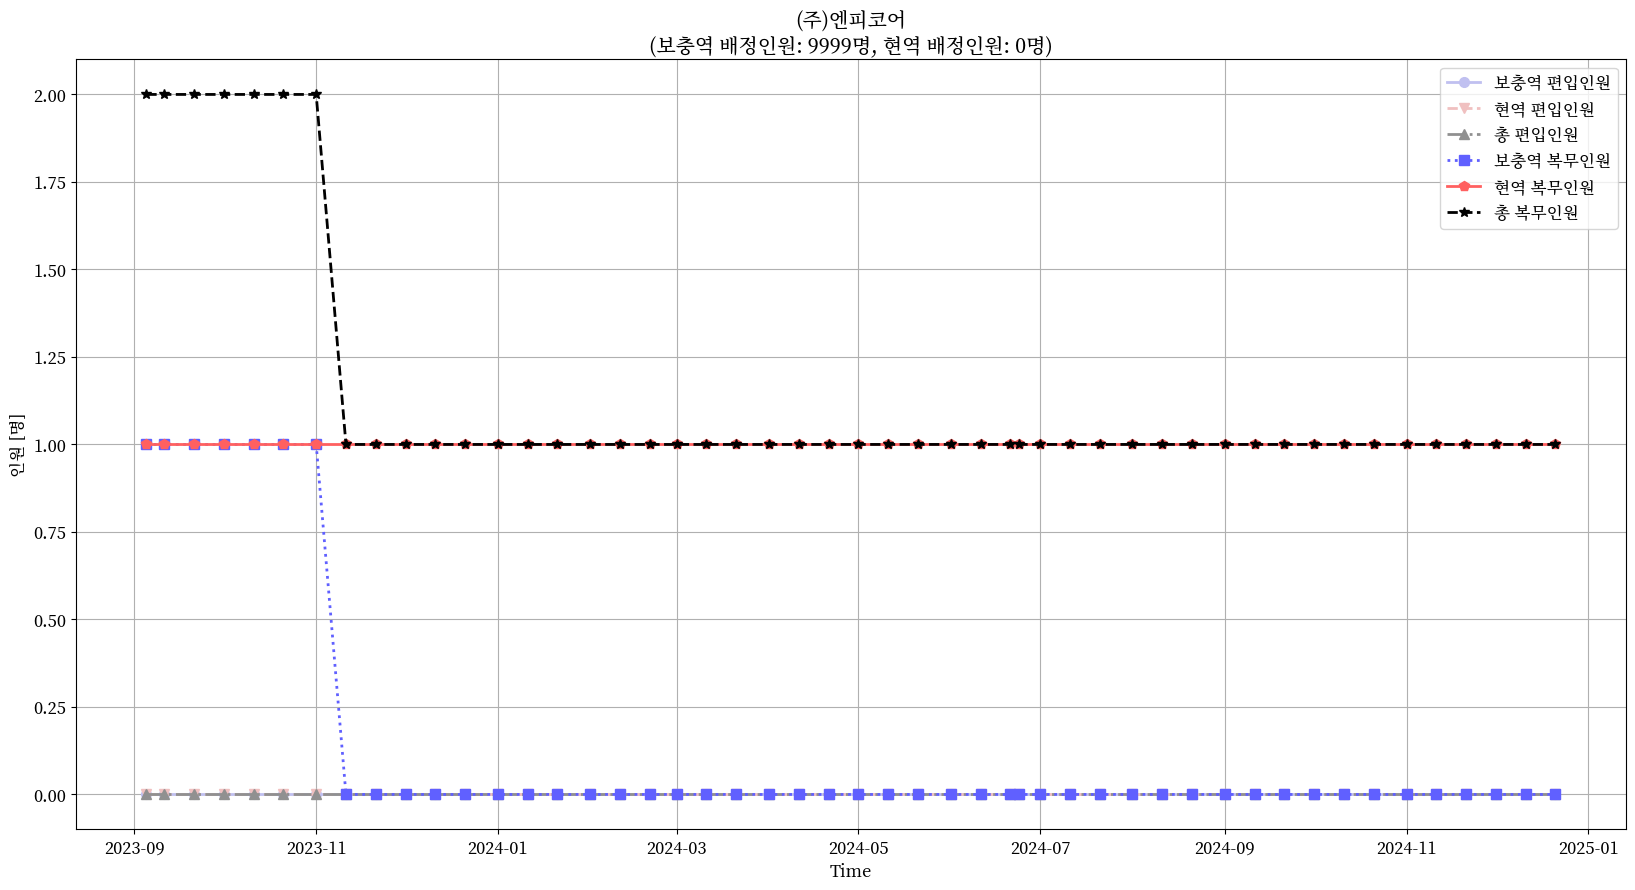 (주)엔피코어
(보충역 배정인원: 9999명, 현역 배정인원: 0명)
보충역 편입인원
현역 편입인원
총 편입인원
보충역 복무인원
현역 복무인원
총 복무인원
인원 [명]
2.00
1.75
1.50
1.25
1.00
0.75
0.50
0.25
0.00
2023-09 2023-11 2024-01 2024-03 2024-05 2024-07 2024-09 2024-11 2025-01
Time